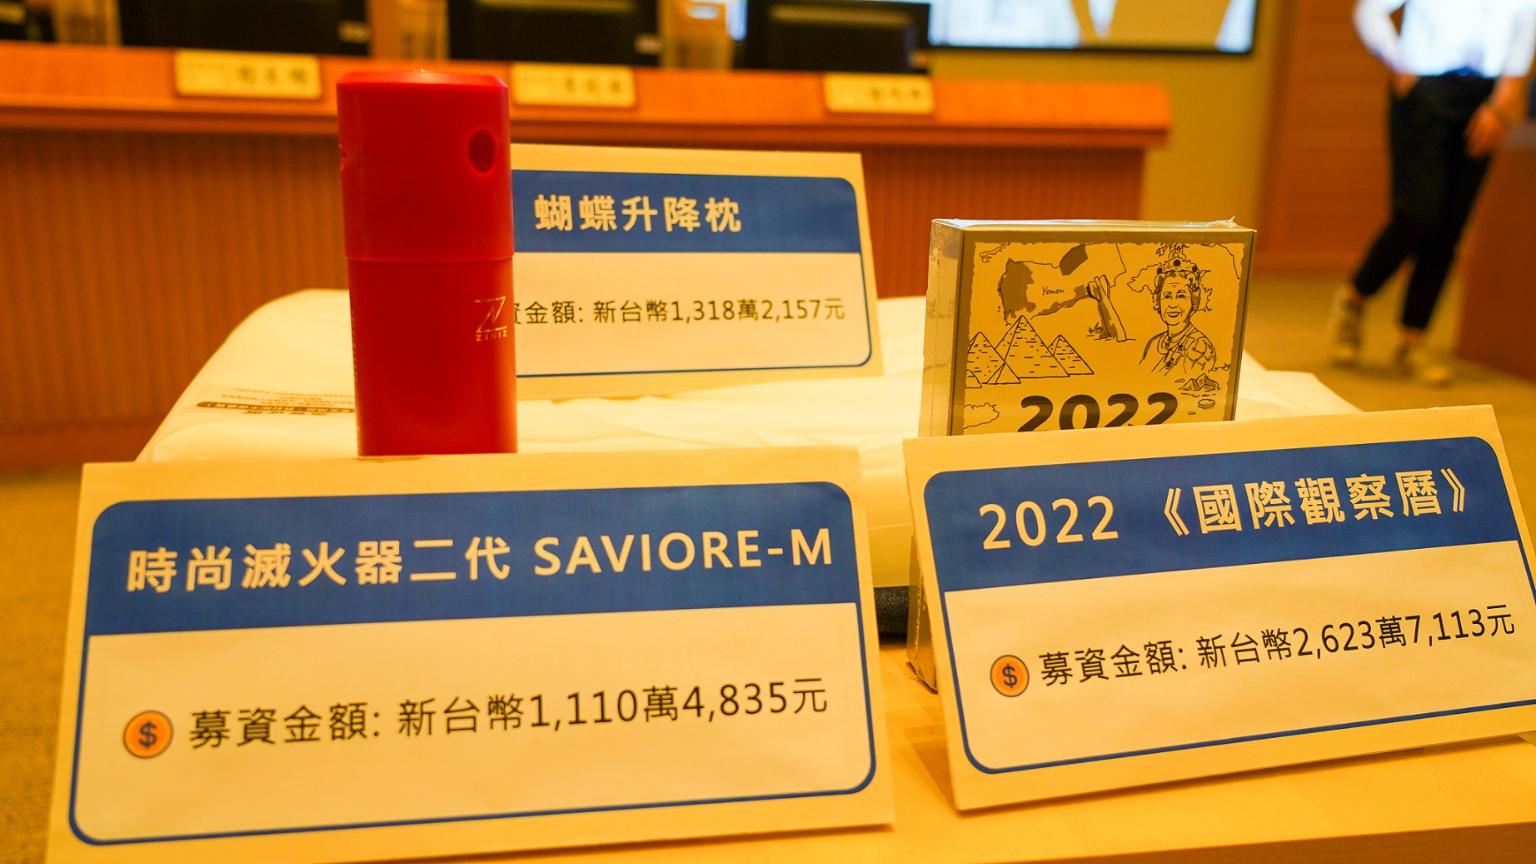 蝴蝶升降枕
資金額: 新台幣1,318萬2,157元
ZINIZ
Yemen
2022
時尚滅火器二代 SAVIORE-M
$ 募資金額: 新台幣1,110萬4,835元
2022 《國際觀察曆》
$ 募資金額: 新台幣2,623萬7,113元